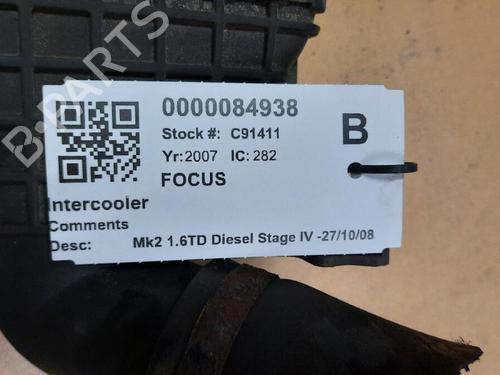 B-PARTS
0000084938
Stock #: C91411
B
Yr:2007 IC: 282
FOCUS
Intercooler
Comments
Desc: Mk2 1.6TD Diesel Stage IV -27/10/08